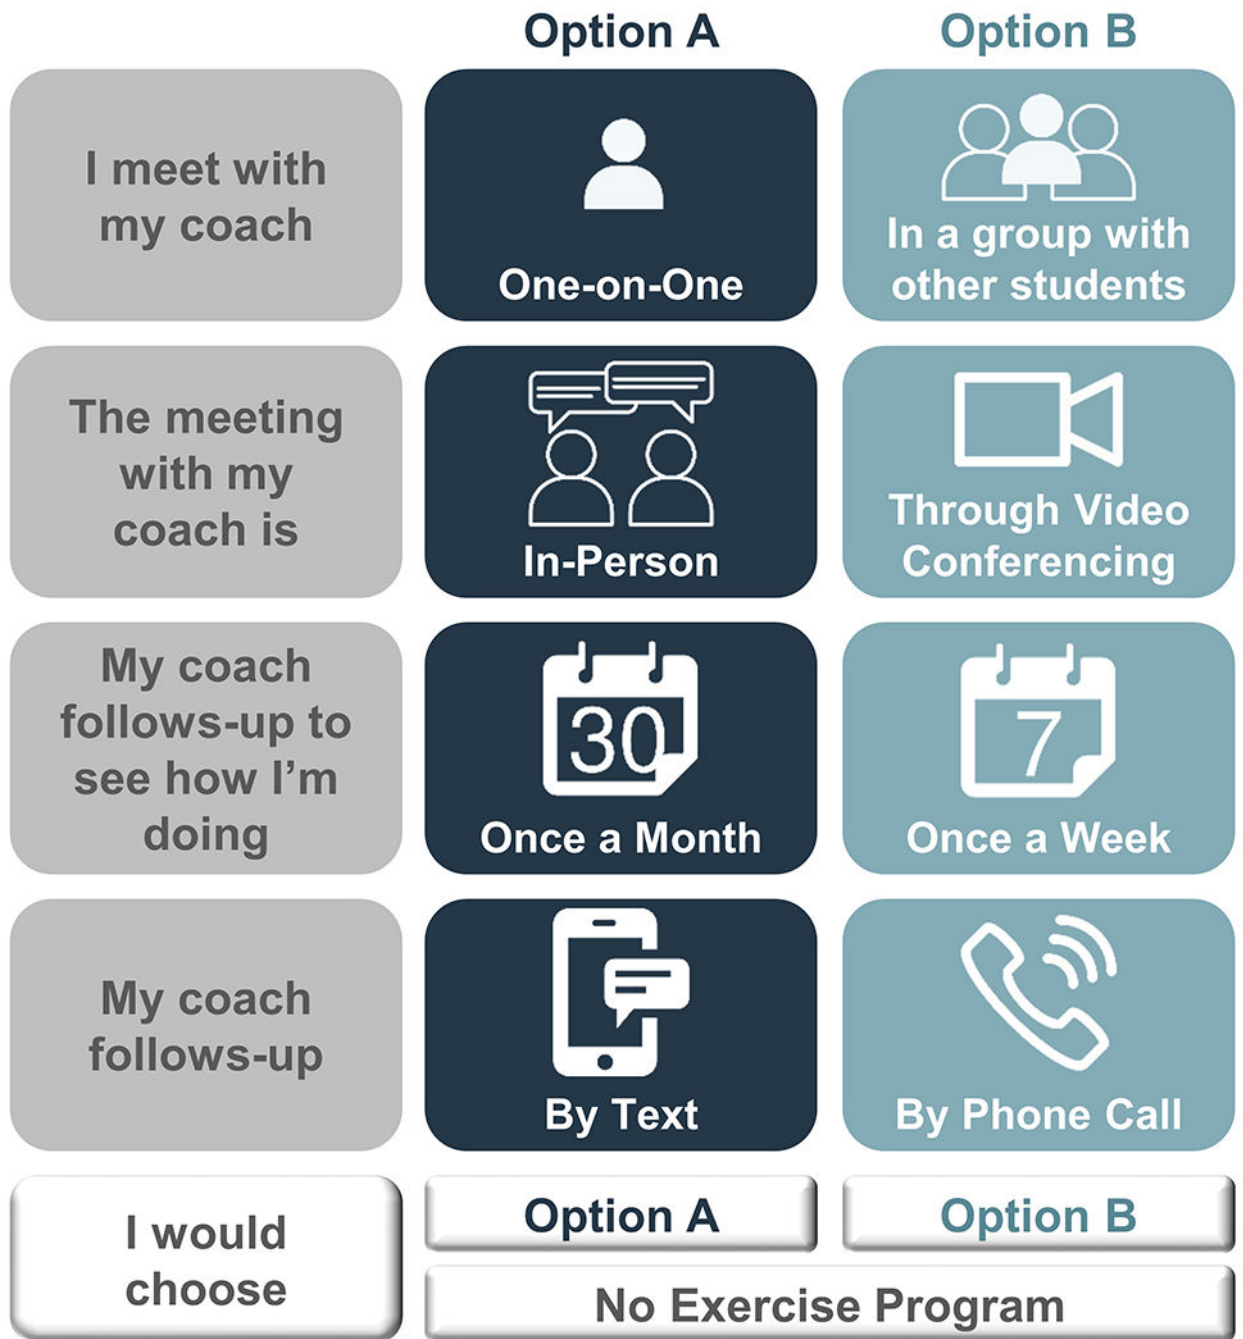 Option A
Option B
I meet with
my coach
One-on-One
In a group with
other students
The meeting
with my
coach is
In-Person
Through Video
Conferencing
My coach
follows-up to
see how I’m
doing
30
Once a Month
7
Once a Week
My coach
follows-up
By Text
By Phone Call
I would
choose
Option A
Option B
No Exercise Program